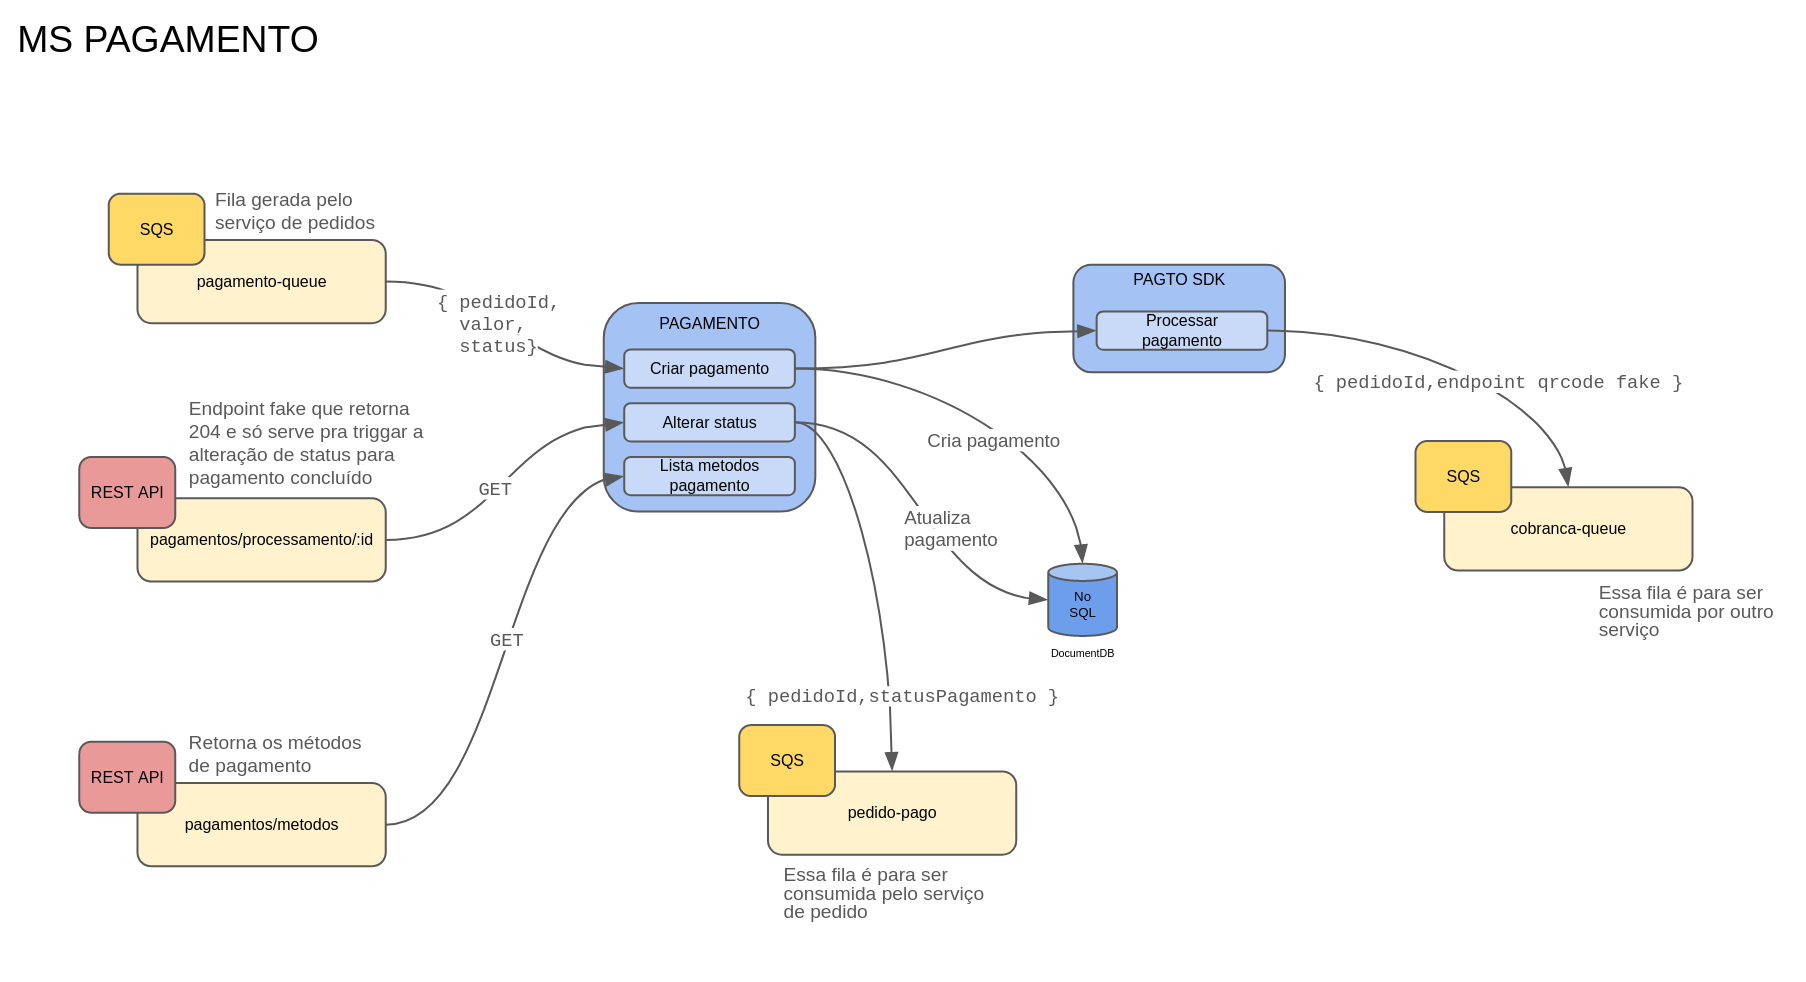 MS PAGAMENTO
Fila gerada pelo
serviço de pedidos
SQS
pagamento-queue
{ pedidoId,
valor,
status}
Endpoint fake que retorna
204 e só serve pra triggar a
alteração de status para
pagamento concluído
REST API
pagamentos/processamento/:id
GET
Retorna os métodos
de pagamento
REST API
pagamentos/metodos
GET
PAGAMENTO
Criar pagamento
Alterar status
Lista metodos
pagamento
PAGTO SDK
Processar
pagamento
{ pedidoId,endpoint qrcode fake }
Cria pagamento
Atualiza
pagamento
No
SQL
DocumentDB
SQS
cobranca-queue
Essa fila é para ser
consumida por outro
serviço
{ pedidoId,statusPagamento }
SQS
pedido-pago
Essa fila é para ser
consumida pelo serviço
de pedido